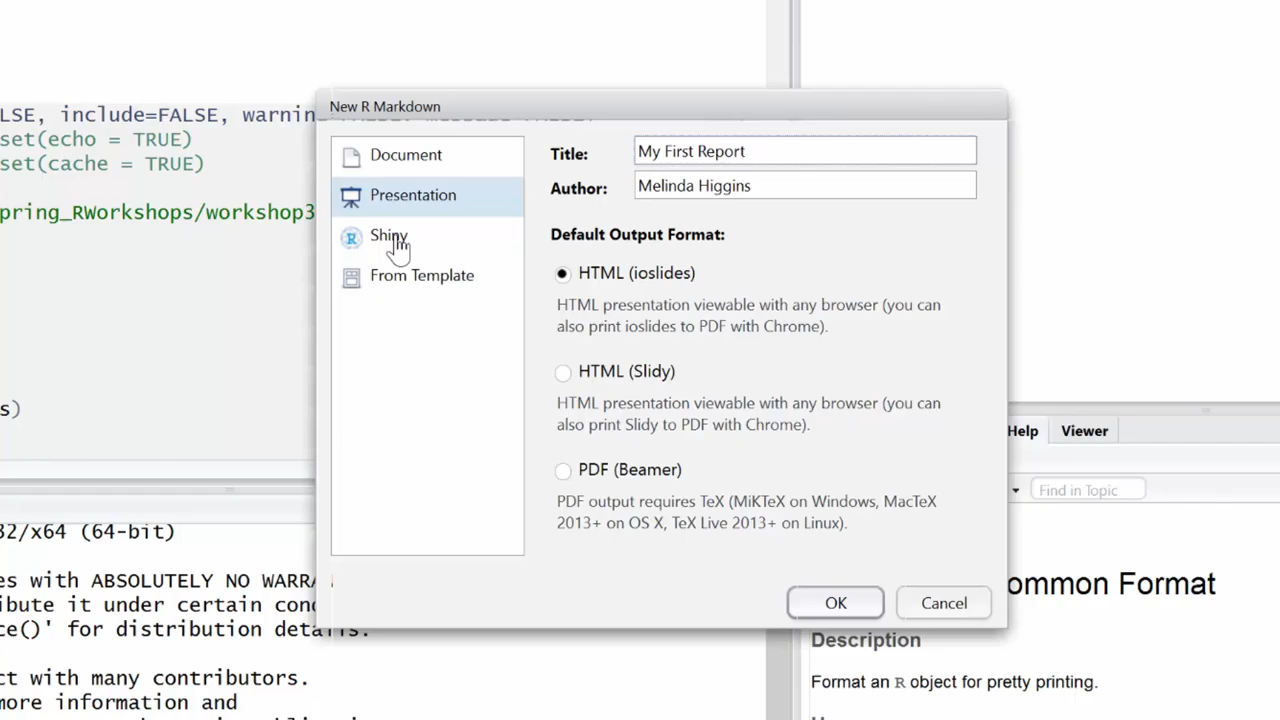 New R Markdown
LSE, include=FALSE, warnin
set(echo = TRUE)
set(cache = TRUE)
pring_RWorkshops/workshop3
s)
Document
Presentation
Shiny
From Template
Title: My First Report
Author: Melinda Higgins
Default Output Format:
HTML (ioslides)
HTML presentation viewable with any browser (you can
also print ioslides to PDF with Chrome).
HTML (Slidy)
HTML presentation viewable with any browser (you can
also print Slidy to PDF with Chrome).
PDF (Beamer)
PDF output requires TeX (MiKTeX on Windows, MacTeX
2013+ on OS X, TeX Live 2013+ on Linux).
OK Cancel
Help Viewer
Find in Topic
32/x64 (64-bit)
es with ABSOLUTELY NO WARRA
ibute it under certain con
ce()' for distribution details.
ct with many contributors.
more information and
ommon Format
Description
Format an R object for pretty printing.